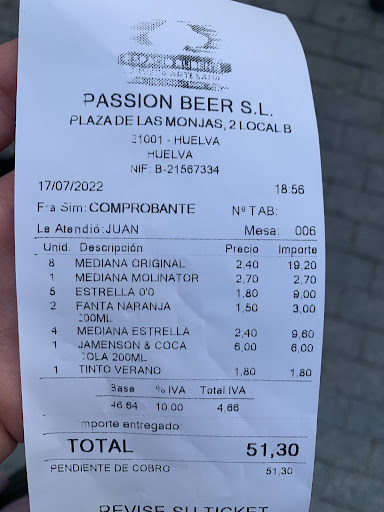 PASSION BEER S.L.
PLAZA DE LAS MONJAS, 2 LOCAL B
21001 - HUELVA
HUELVA
NIF: B-21567334
17/07/2022 18:56
Fra Sim: COMPROBANTE Nº TAB:
Le Atendió: JUAN Mesa: 006
Unid. Descripción Precio Importe
8 MEDIANA ORIGINAL 2,40 19,20
1 MEDIANA MOLINATOR 2,70 2,70
5 ESTRELLA 0'0 1,80 9,00
2 FANTA NARANJA 1,50 3,00
200ML
4 MEDIANA ESTRELLA 2,40 9,60
1 JAMENSON & COCA 6,00 6,00
COLA 200ML
1 TINTO VERANO 1,80 1,80
Base % IVA Total IVA
46.64 10.00 4,66
Importe entregado:
TOTAL 51,30
PENDIENTE DE COBRO 51,30
REVISE SU TICKET